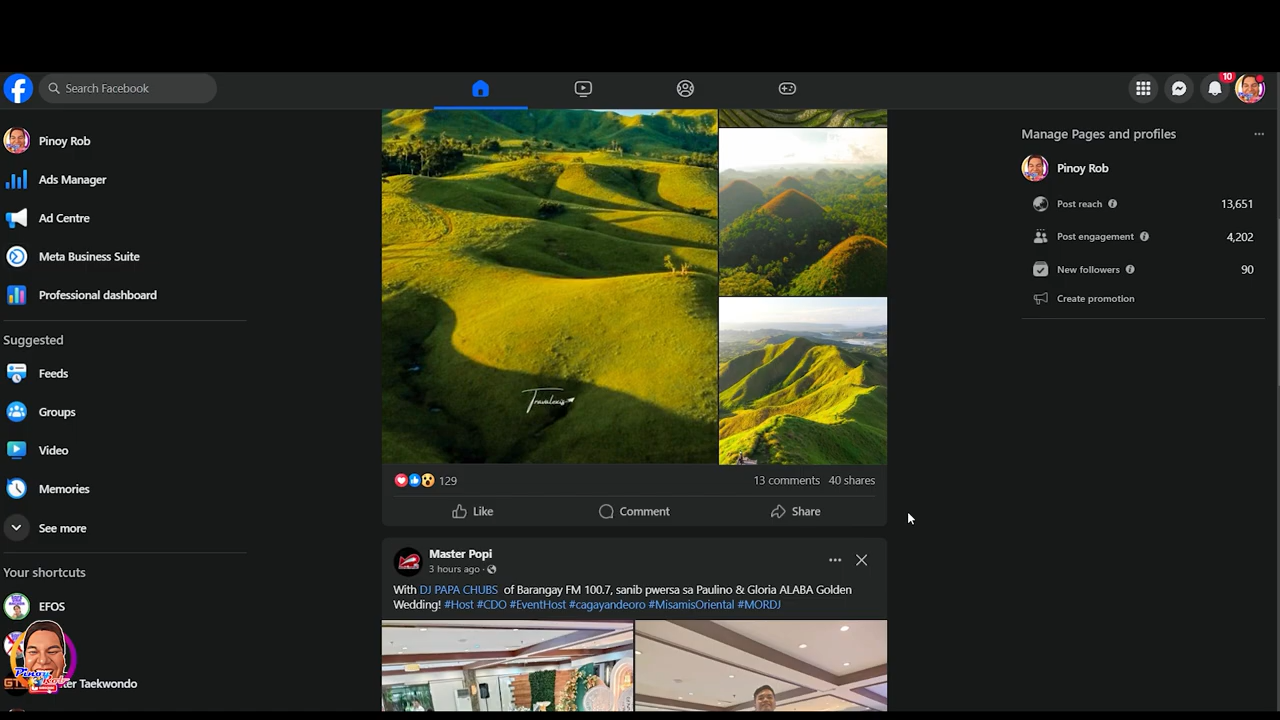 Search Facebook
10
Pinoy Rob
Ads Manager
Ad Centre
Meta Business Suite
Professional dashboard
Suggested
Feeds
Groups
Video
Memories
See more
Your shortcuts
EFOS
ter Taekwondo
Pinoy
Travalexis
129
13 comments 40 shares
Like
Comment
Share
Master Popi
3 hours ago
With DJ PAPA CHUBS of Barangay FM 100.7, sanib pwersa sa Paulino & Gloria ALABA Golden
Wedding! #Host #CDO #EventHost #cagayandeoro #MisamisOriental #MORDJ
Manage Pages and profiles
Pinoy Rob
Post reach 13,651
Post engagement 4,202
New followers 90
Create promotion